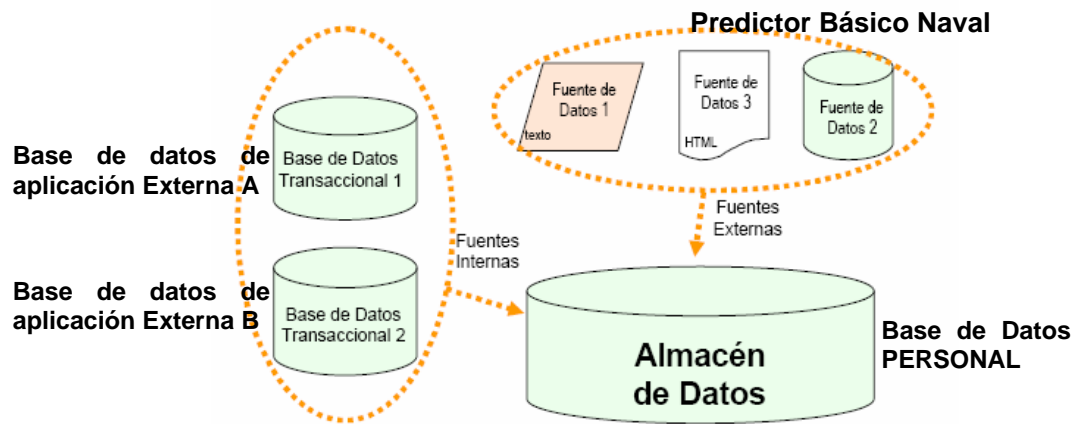 Predictor Básico Naval
Fuente de
Datos 1
texto
Fuente de
Datos 3
HTML
Fuente de
Datos 2
Base de datos de
aplicación Externa A
Base de Datos
Transaccional 1
Fuentes
Externas
Fuentes
Internas
Base de datos de
aplicación Externa B
Base de Datos
Transaccional 2
Almacén
de Datos
Base de Datos
PERSONAL